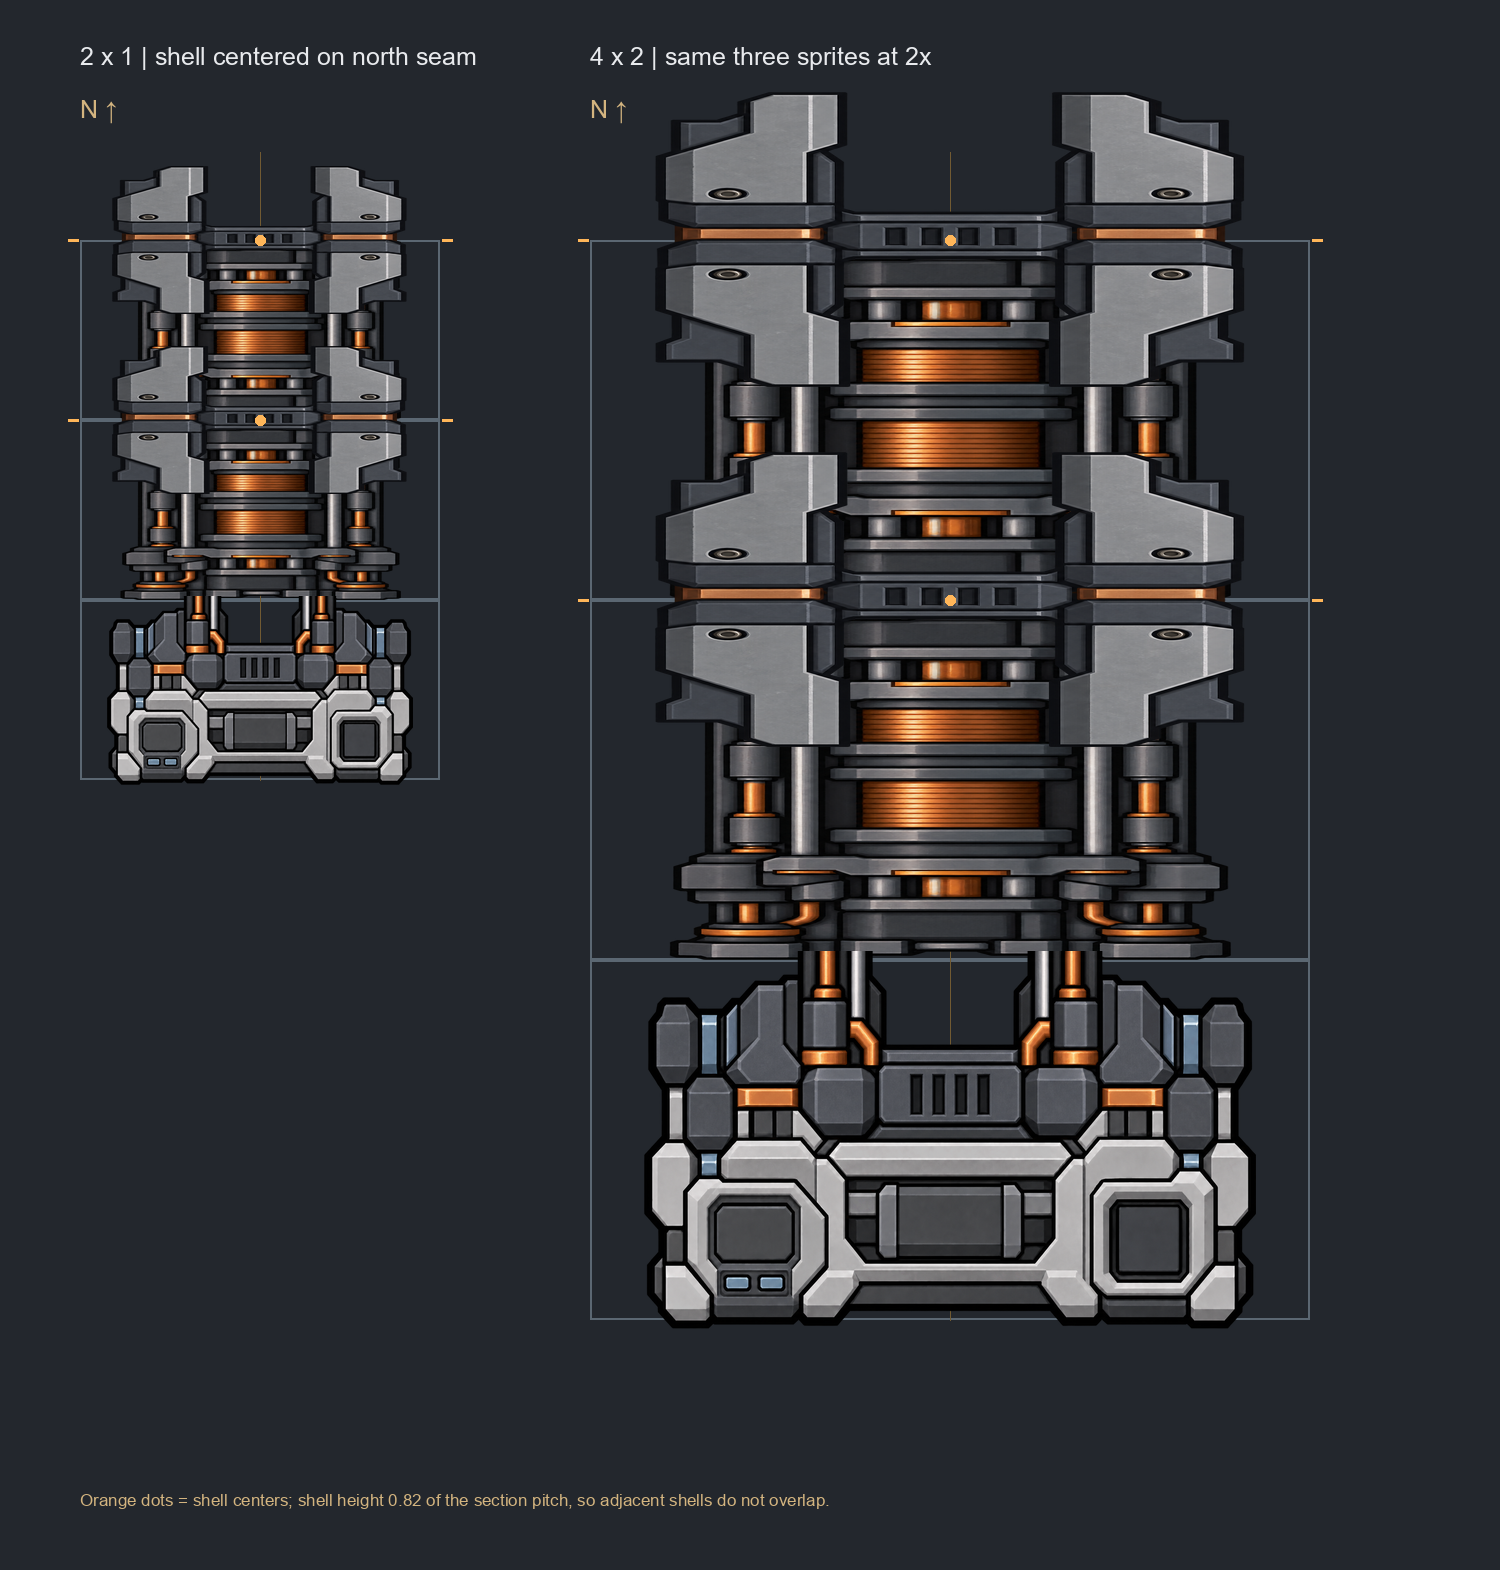 2 x 1 | shell centered on north seam
4 x 2 | same three sprites at 2x
N ↑
N ↑
Orange dots = shell centers; shell height 0.82 of the section pitch, so adjacent shells do not overlap.